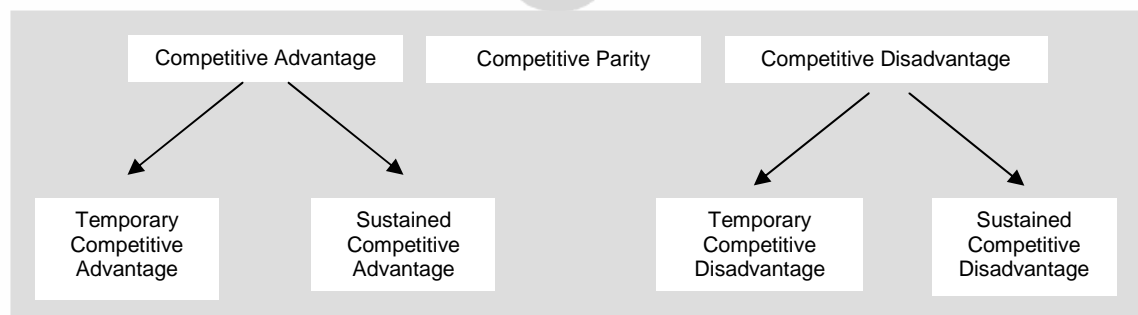 Competitive Advantage
Competitive Parity
Competitive Disadvantage
Temporary
Competitive
Advantage
Sustained
Competitive
Advantage
Temporary
Competitive
Disadvantage
Sustained
Competitive
Disadvantage